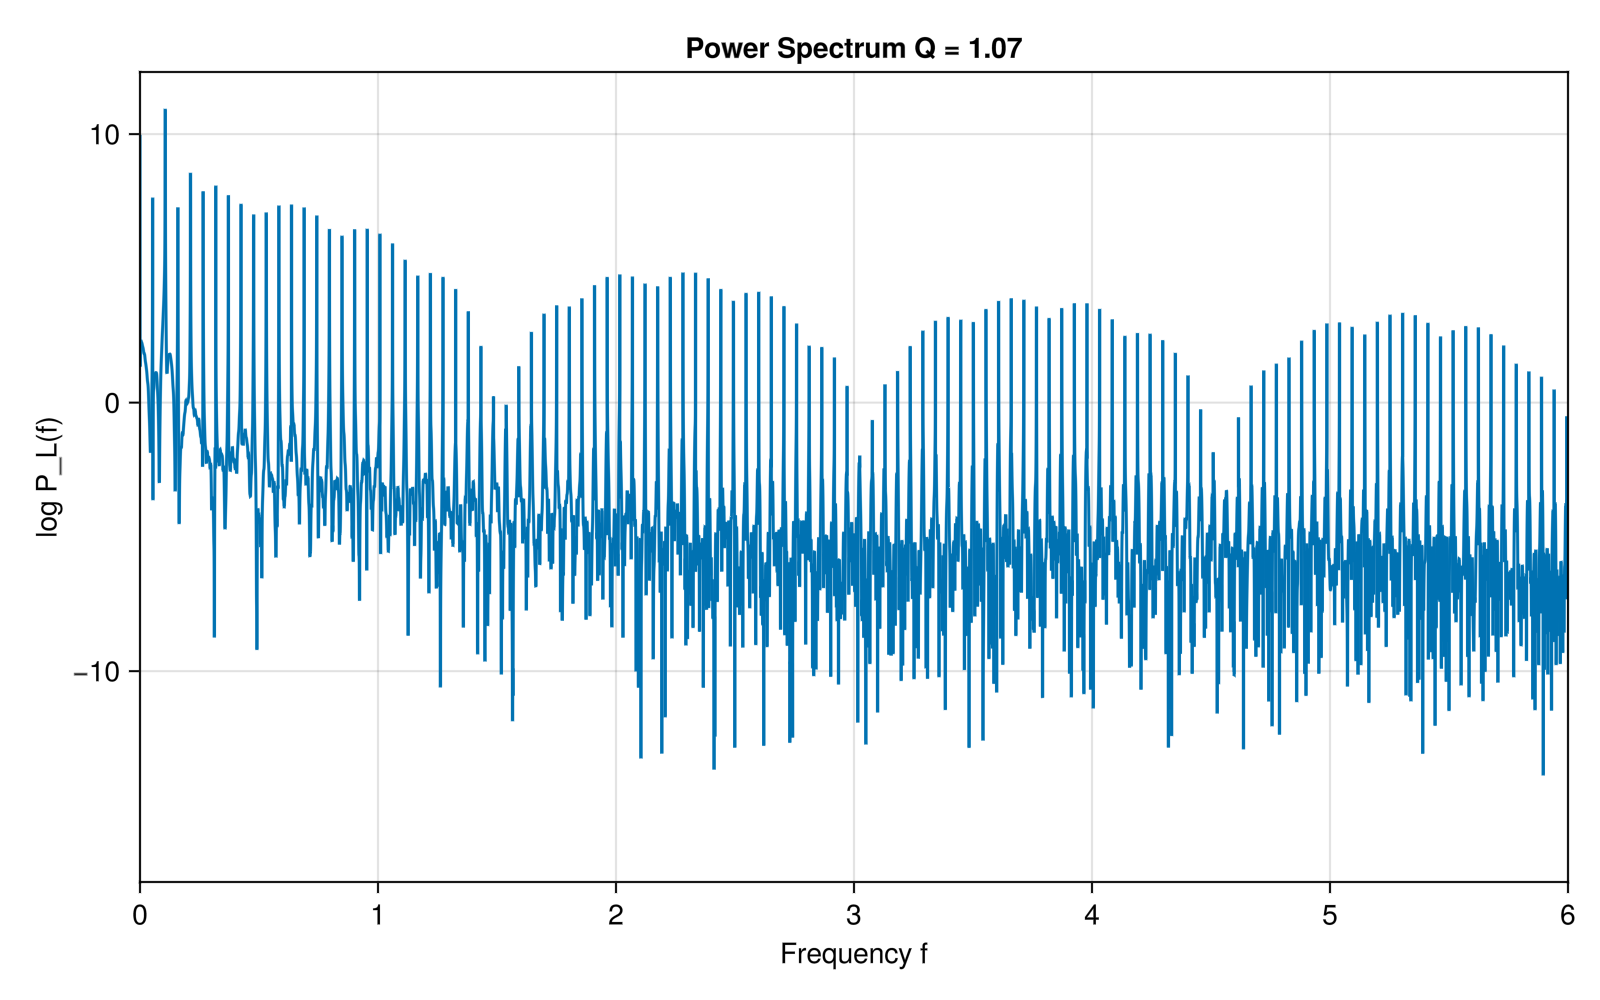 Power Spectrum Q = 1.07
log P_L(f)
10
0
−10
0 1 2 3 4 5 6
Frequency f